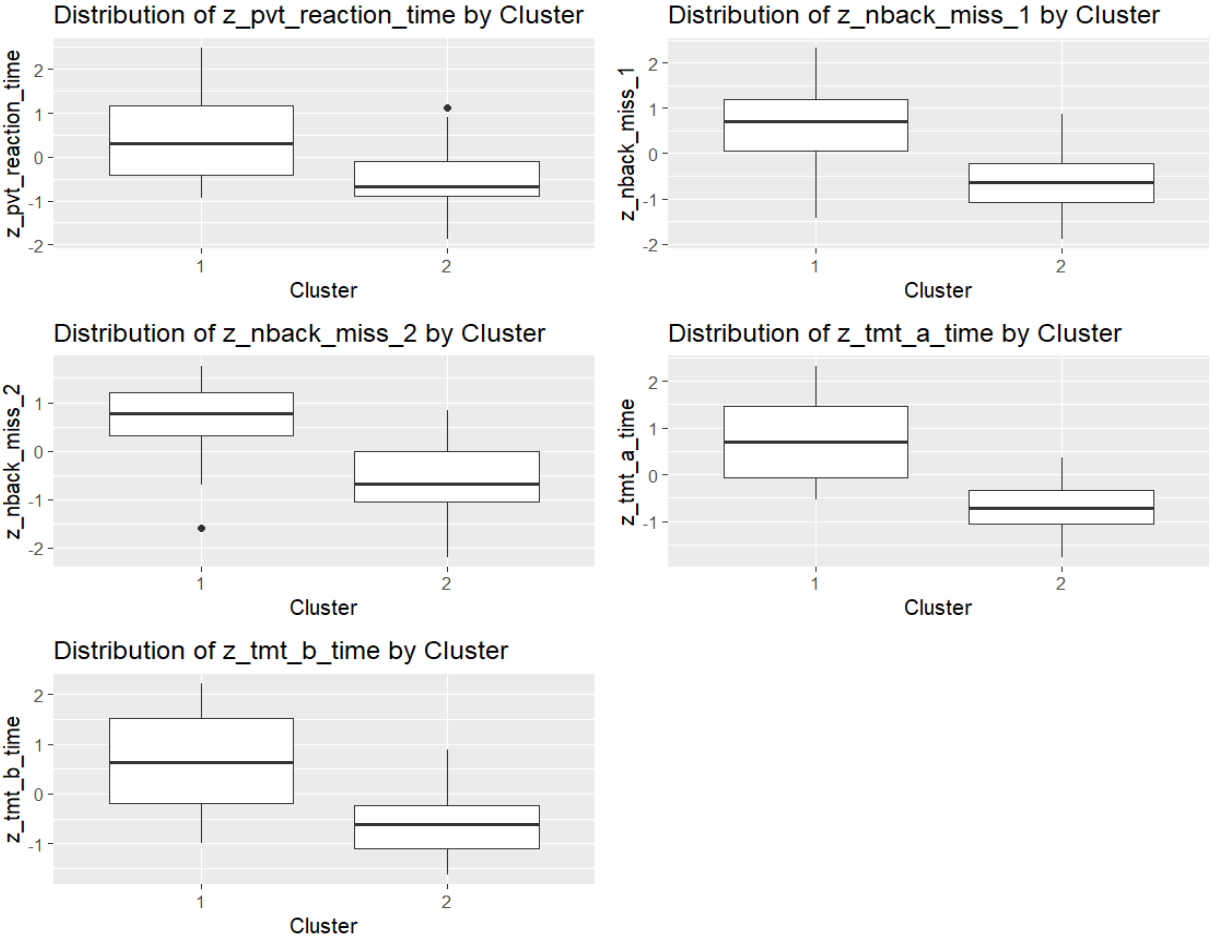 Distribution of z_pvt_reaction_time by Cluster
z_pvt_reaction_time
2
1
0
-1
-2
1
2
Cluster
Distribution of z_nback_miss_1 by Cluster
z_nback_miss_1
2
1
0
-1
-2
1
2
Cluster
Distribution of z_nback_miss_2 by Cluster
z_nback_miss_2
1
0
-1
-2
1
2
Cluster
Distribution of z_tmt_a_time by Cluster
z_tmt_a_time
2
1
0
-1
1
2
Cluster
Distribution of z_tmt_b_time by Cluster
z_tmt_b_time
2
1
0
-1
1
2
Cluster